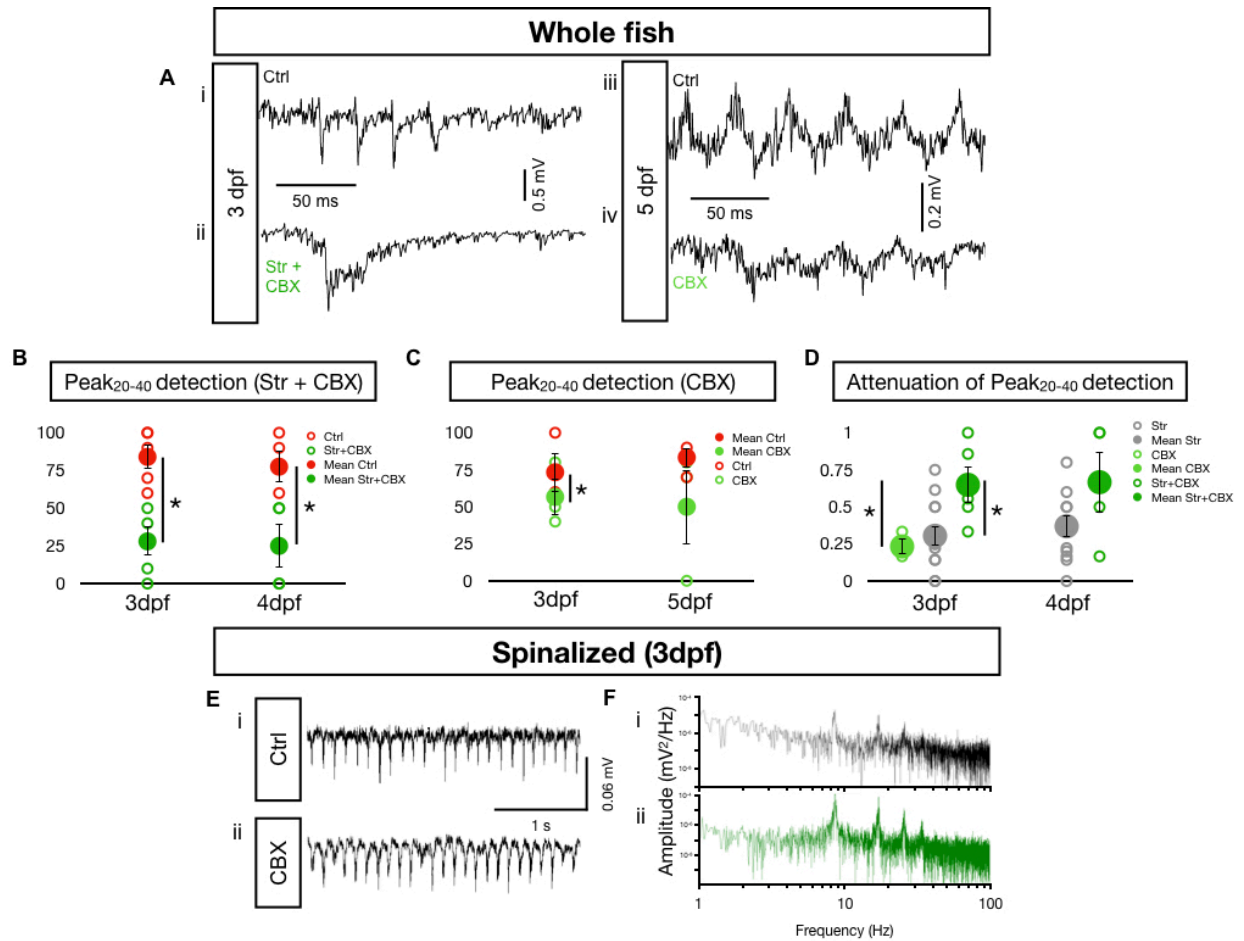 Whole fish
A
i
3 dpf
Ctrl
50 ms
0.5 mV
ii
Str +
CBX
iii
5 dpf
Ctrl
50 ms
0.2 mV
iv
CBX
B
Peak20-40 detection (Str + CBX)
100
75
50
25
0
*
*
3dpf
4dpf
Ctrl
Str+CBX
Mean Ctrl
Mean Str+CBX
C
Peak20-40 detection (CBX)
100
75
50
25
0
*
3dpf
5dpf
Mean Ctrl
Mean CBX
Ctrl
CBX
D
Attenuation of Peak20-40 detection
1
0.75
0.5
0.25
0
*
*
3dpf
4dpf
Str
Mean Str
CBX
Mean CBX
Str+CBX
Mean Str+CBX
Spinalized (3dpf)
E
i
Ctrl
0.06 mV
1 s
ii
CBX
F
i
ii
Amplitude (mV²/Hz)
1
10
100
Frequency (Hz)